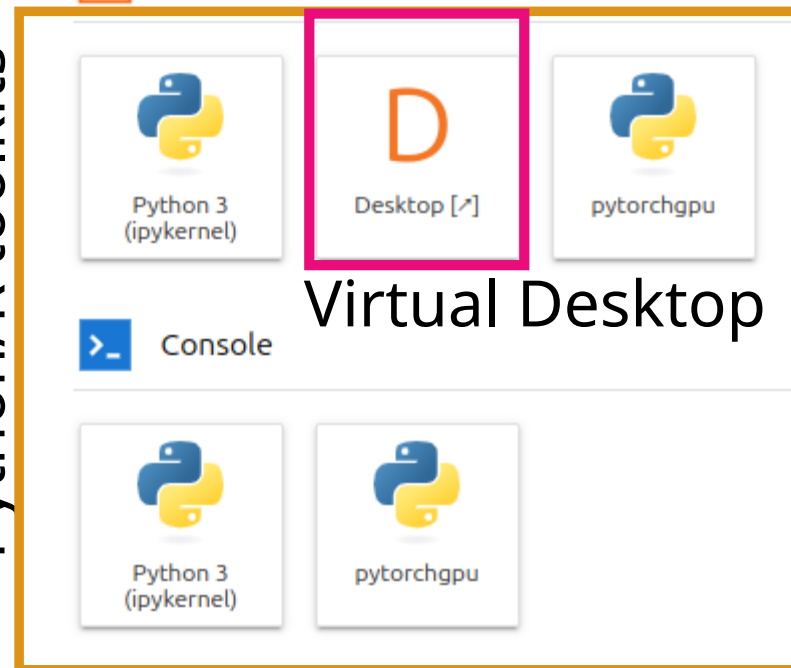 Python 3
(ipykernel)
D
Desktop [↗]
pytorchgpu
Virtual Desktop
>_ Console
Python 3
(ipykernel)
pytorchgpu